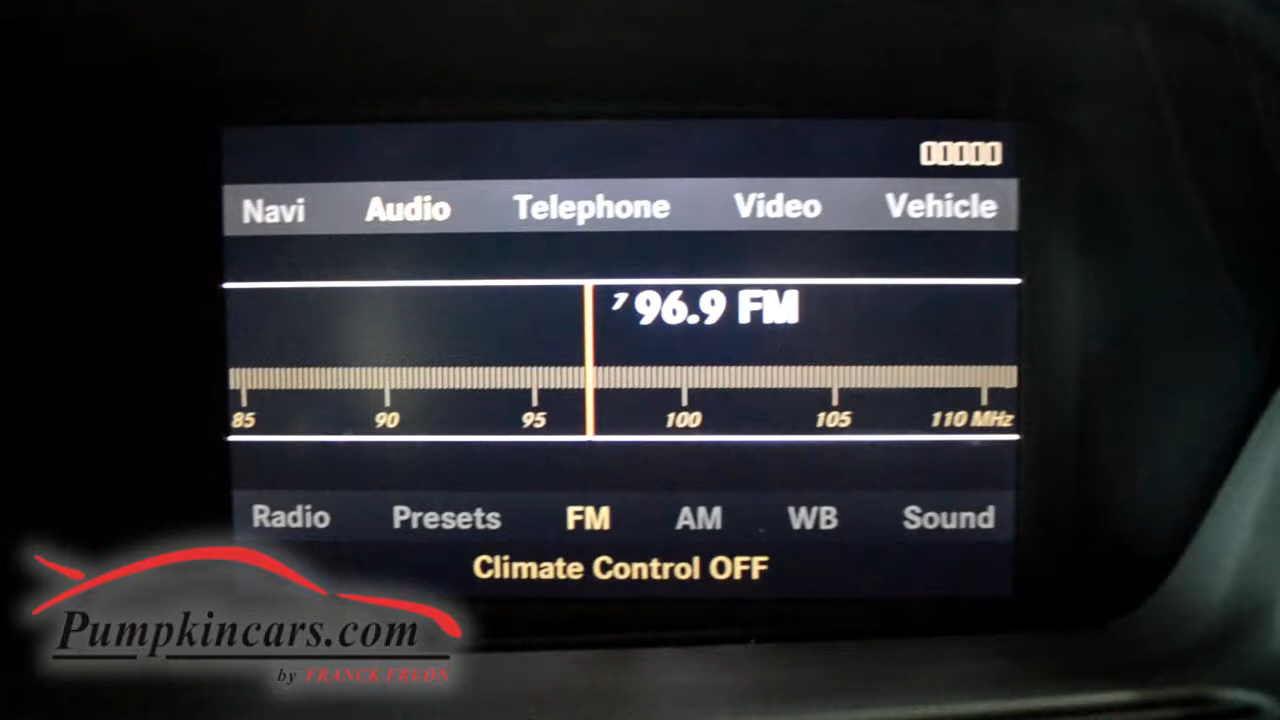 00000
Navi Audio Telephone Video Vehicle
7 96.9 FM
85 90 95 100 105 110 MHz
Radio Presets FM AM WB Sound
Climate Control OFF
Pumpkincars.com
by FRANCK FREON